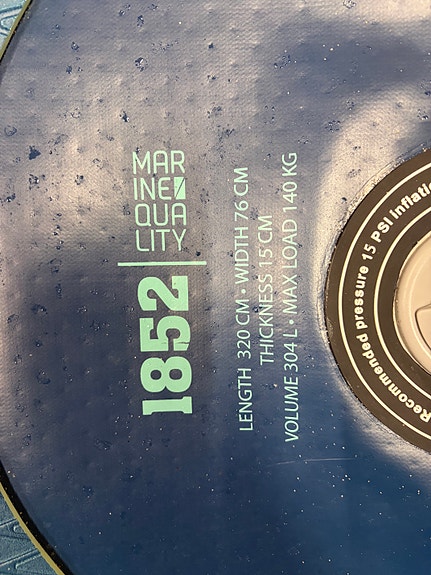 1852
MAR
INE
QUA
LITY
LENGTH 320 CM • WIDTH 76 CM
THICKNESS 15 CM
VOLUME 304 L • MAX LOAD 140 KG
Recommended pressure 15 PSI Inflatio